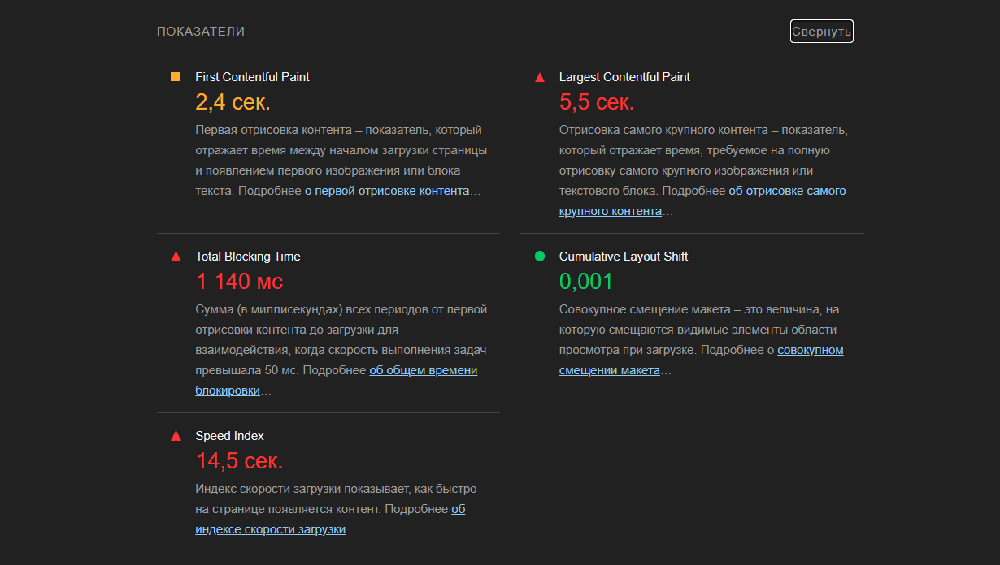 ПОКАЗАТЕЛИ
Свернуть
First Contentful Paint
2,4 сек.
Первая отрисовка контента – показатель, который
отражает время между началом загрузки страницы
и появлением первого изображения или блока
текста. Подробнее о первой отрисовке контента…
Largest Contentful Paint
5,5 сек.
Отрисовка самого крупного контента – показатель,
который отражает время, требуемое на полную
отрисовку самого крупного изображения или
текстового блока. Подробнее об отрисовке самого
крупного контента…
Total Blocking Time
1 140 мс
Сумма (в миллисекундах) всех периодов от первой
отрисовки контента до загрузки для
взаимодействия, когда скорость выполнения задач
превышала 50 мс. Подробнее об общем времени
блокировки…
Cumulative Layout Shift
0,001
Совокупное смещение макета – это величина, на
которую смещаются видимые элементы области
просмотра при загрузке. Подробнее о совокупном
смещении макета…
Speed Index
14,5 сек.
Индекс скорости загрузки показывает, как быстро
на странице появляется контент. Подробнее об
индексе скорости загрузки…